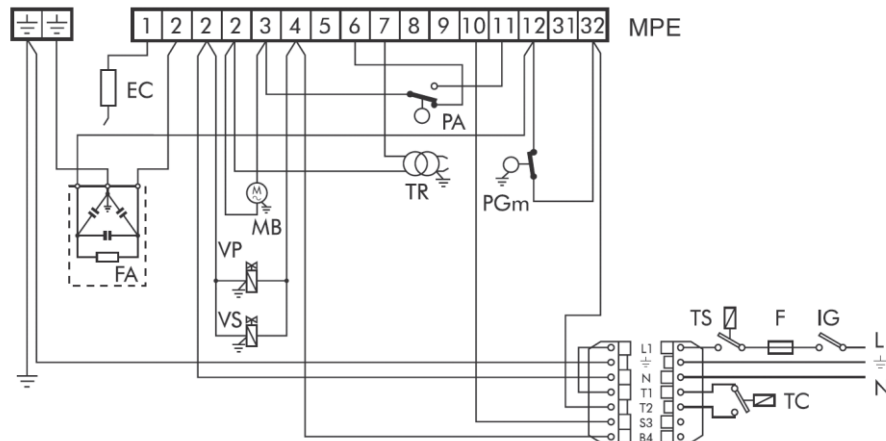 1 2 2 2 3 4 5 6 7 8 9 10 11 12 31 32 MPE
EC
PA
TR
PGm
M
MB
FA
VP
VS
TS F IG
L1 L
N N
T1
TC
T2
S3
B4